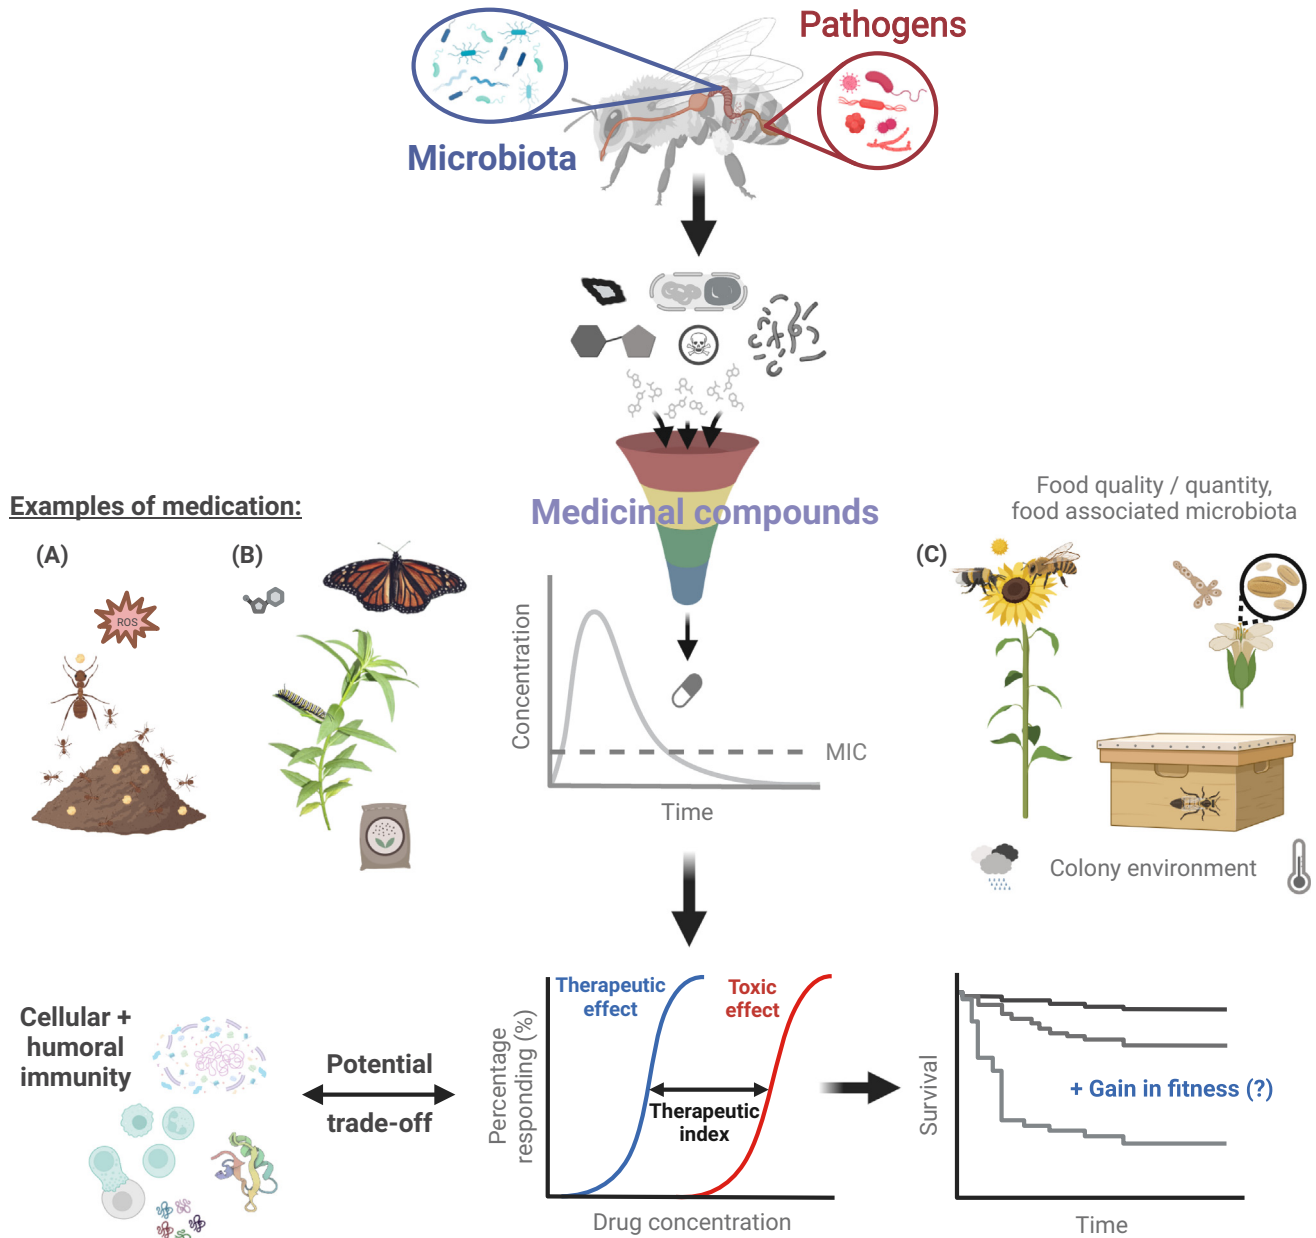 Pathogens
Microbiota
Medicinal compounds
Examples of medication:
(A)
(B)
ROS
Concentration
MIC
Time
Food quality / quantity,
food associated microbiota
(C)
Colony environment
Cellular +
humoral
immunity
Potential
trade-off
Percentage
responding (%)
Therapeutic
effect
Toxic
effect
Therapeutic
index
Drug concentration
Survival
+ Gain in fitness (?)
Time